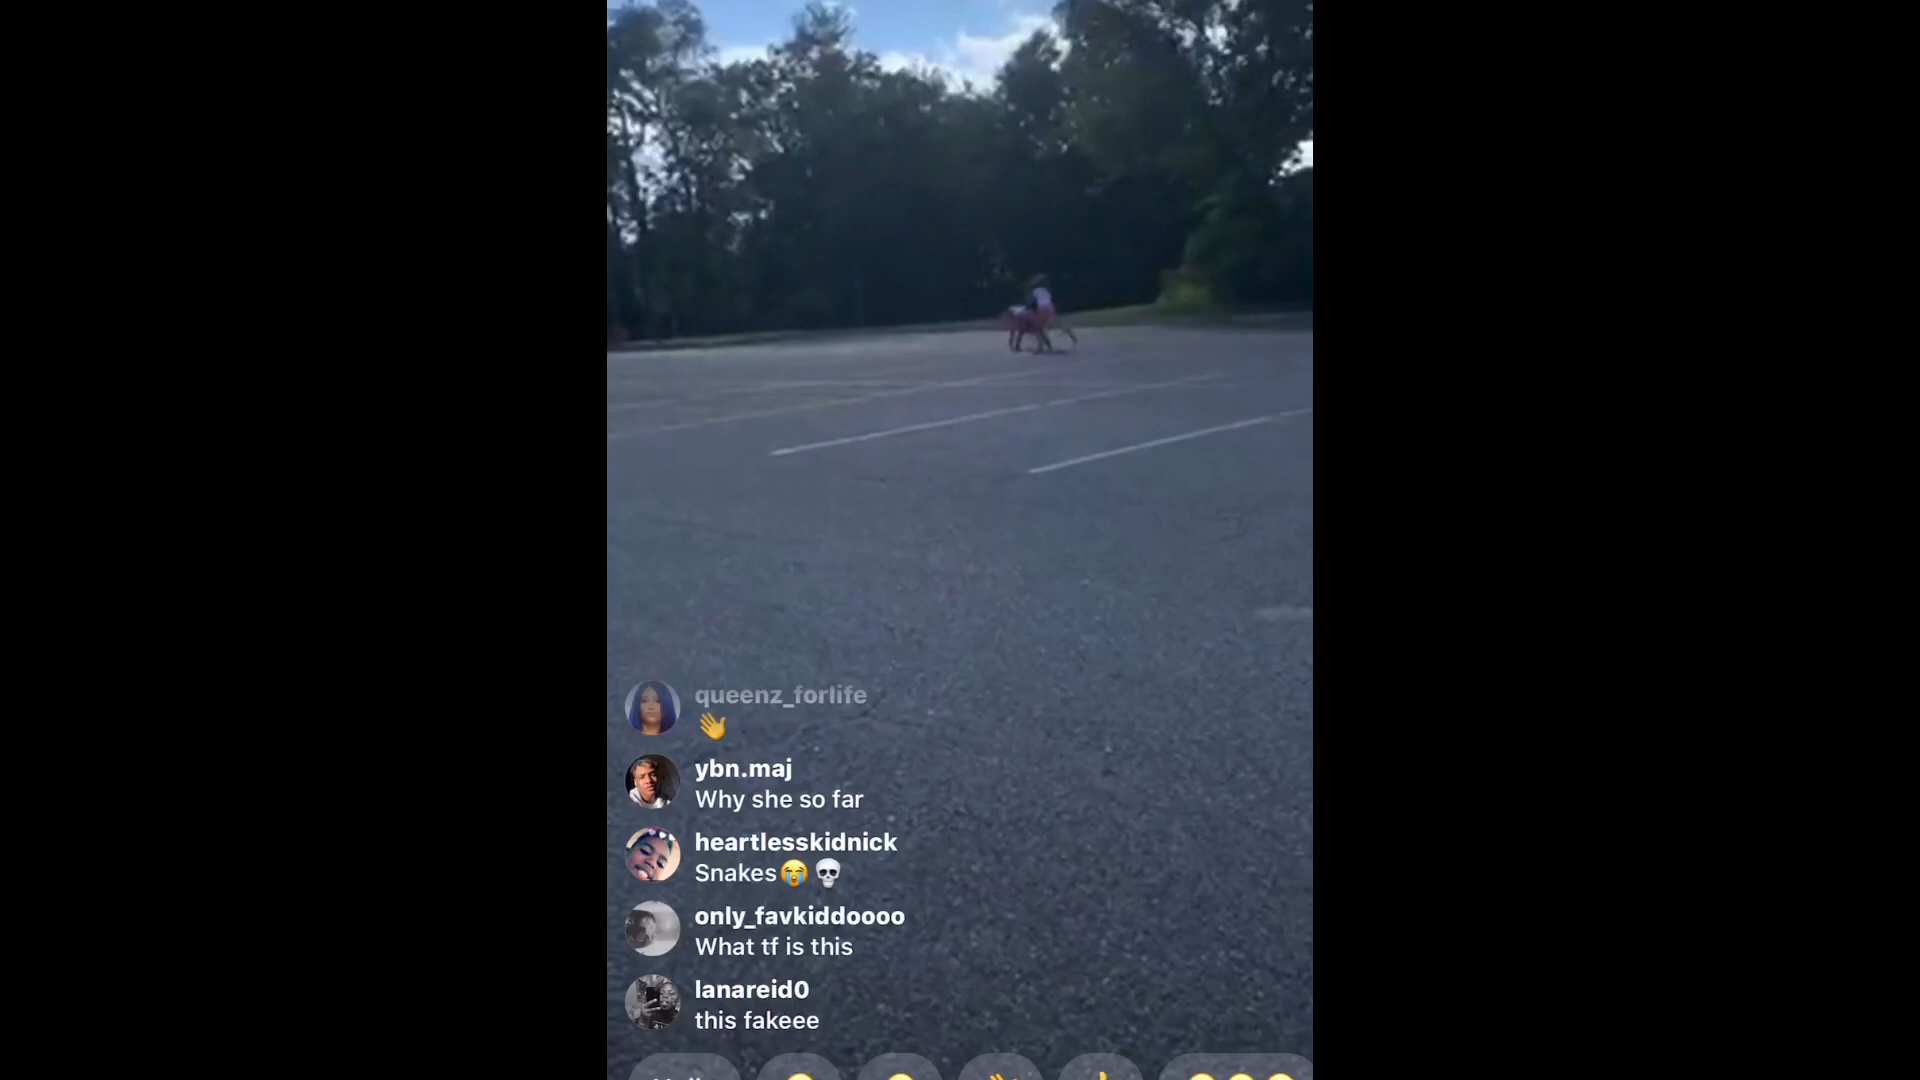 queenz_forlife
👋
ybn.maj
Why she so far
heartlesskidnick
Snakes😭💀
only_favkiddoooo
What tf is this
lanareid0
this fakeee